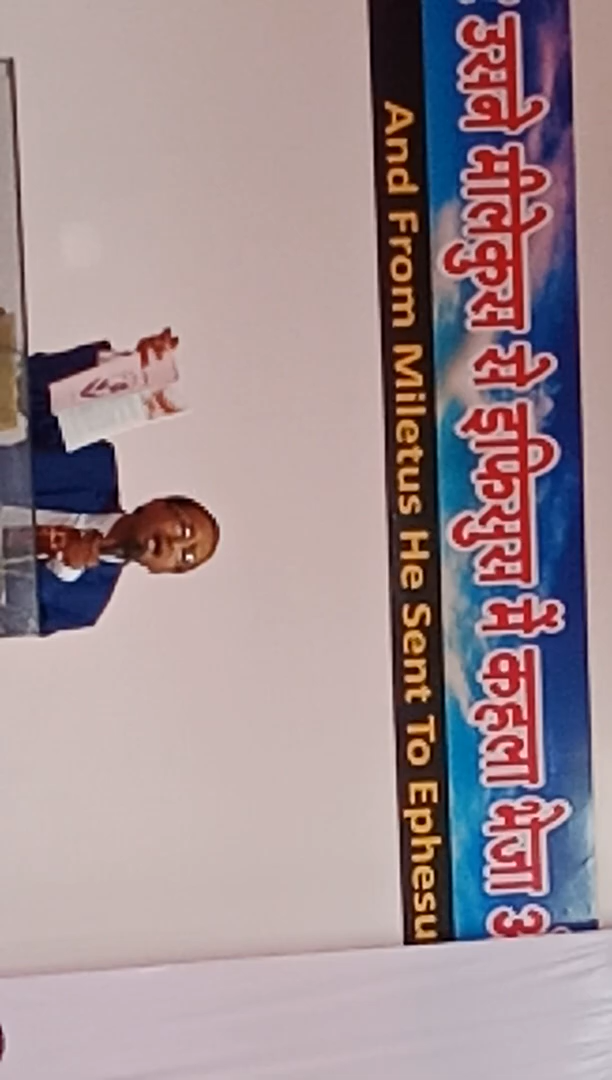 उसने मीलेतुस से इफिसुस में कहला भेजा
And From Miletus He Sent To Ephesu